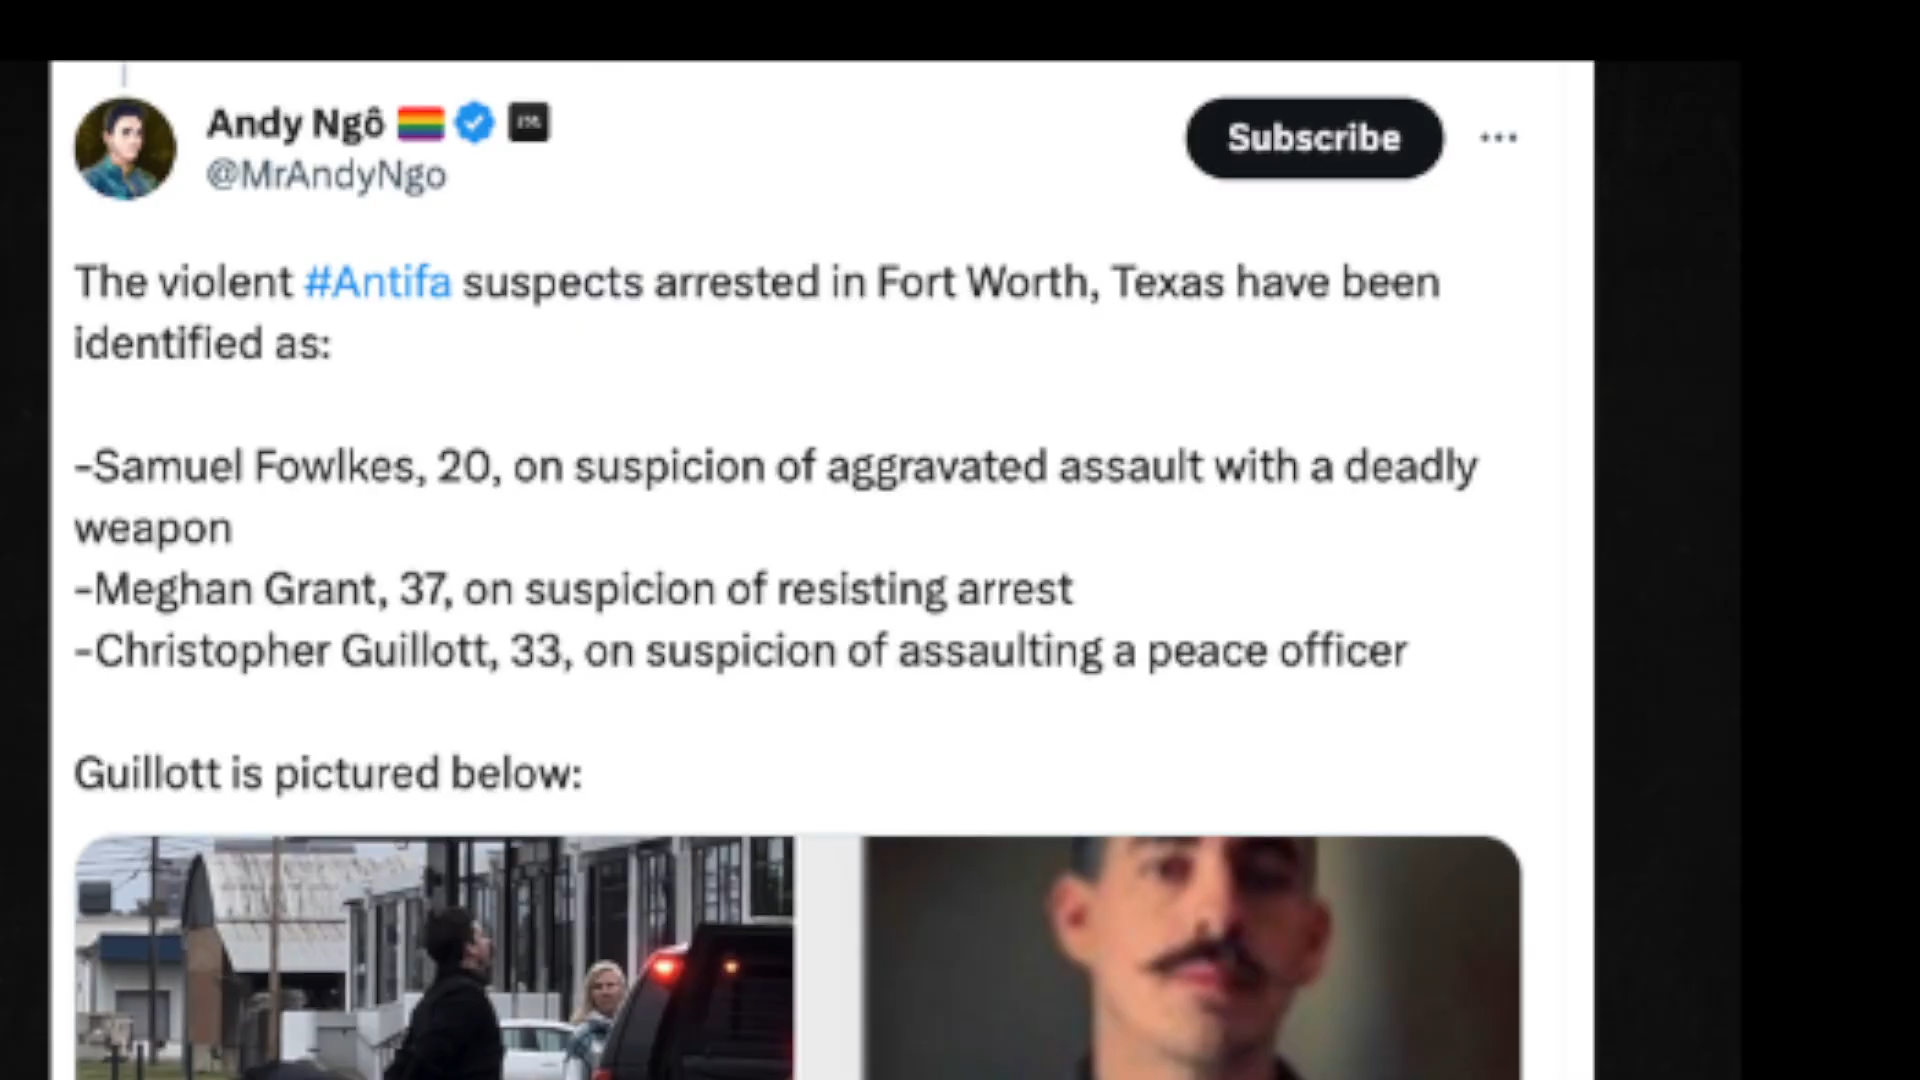 Andy Ngô
@MrAndyNgo
Subscribe
The violent #Antifa suspects arrested in Fort Worth, Texas have been
identified as:
-Samuel Fowlkes, 20, on suspicion of aggravated assault with a deadly
weapon
-Meghan Grant, 37, on suspicion of resisting arrest
-Christopher Guillott, 33, on suspicion of assaulting a peace officer
Guillott is pictured below: